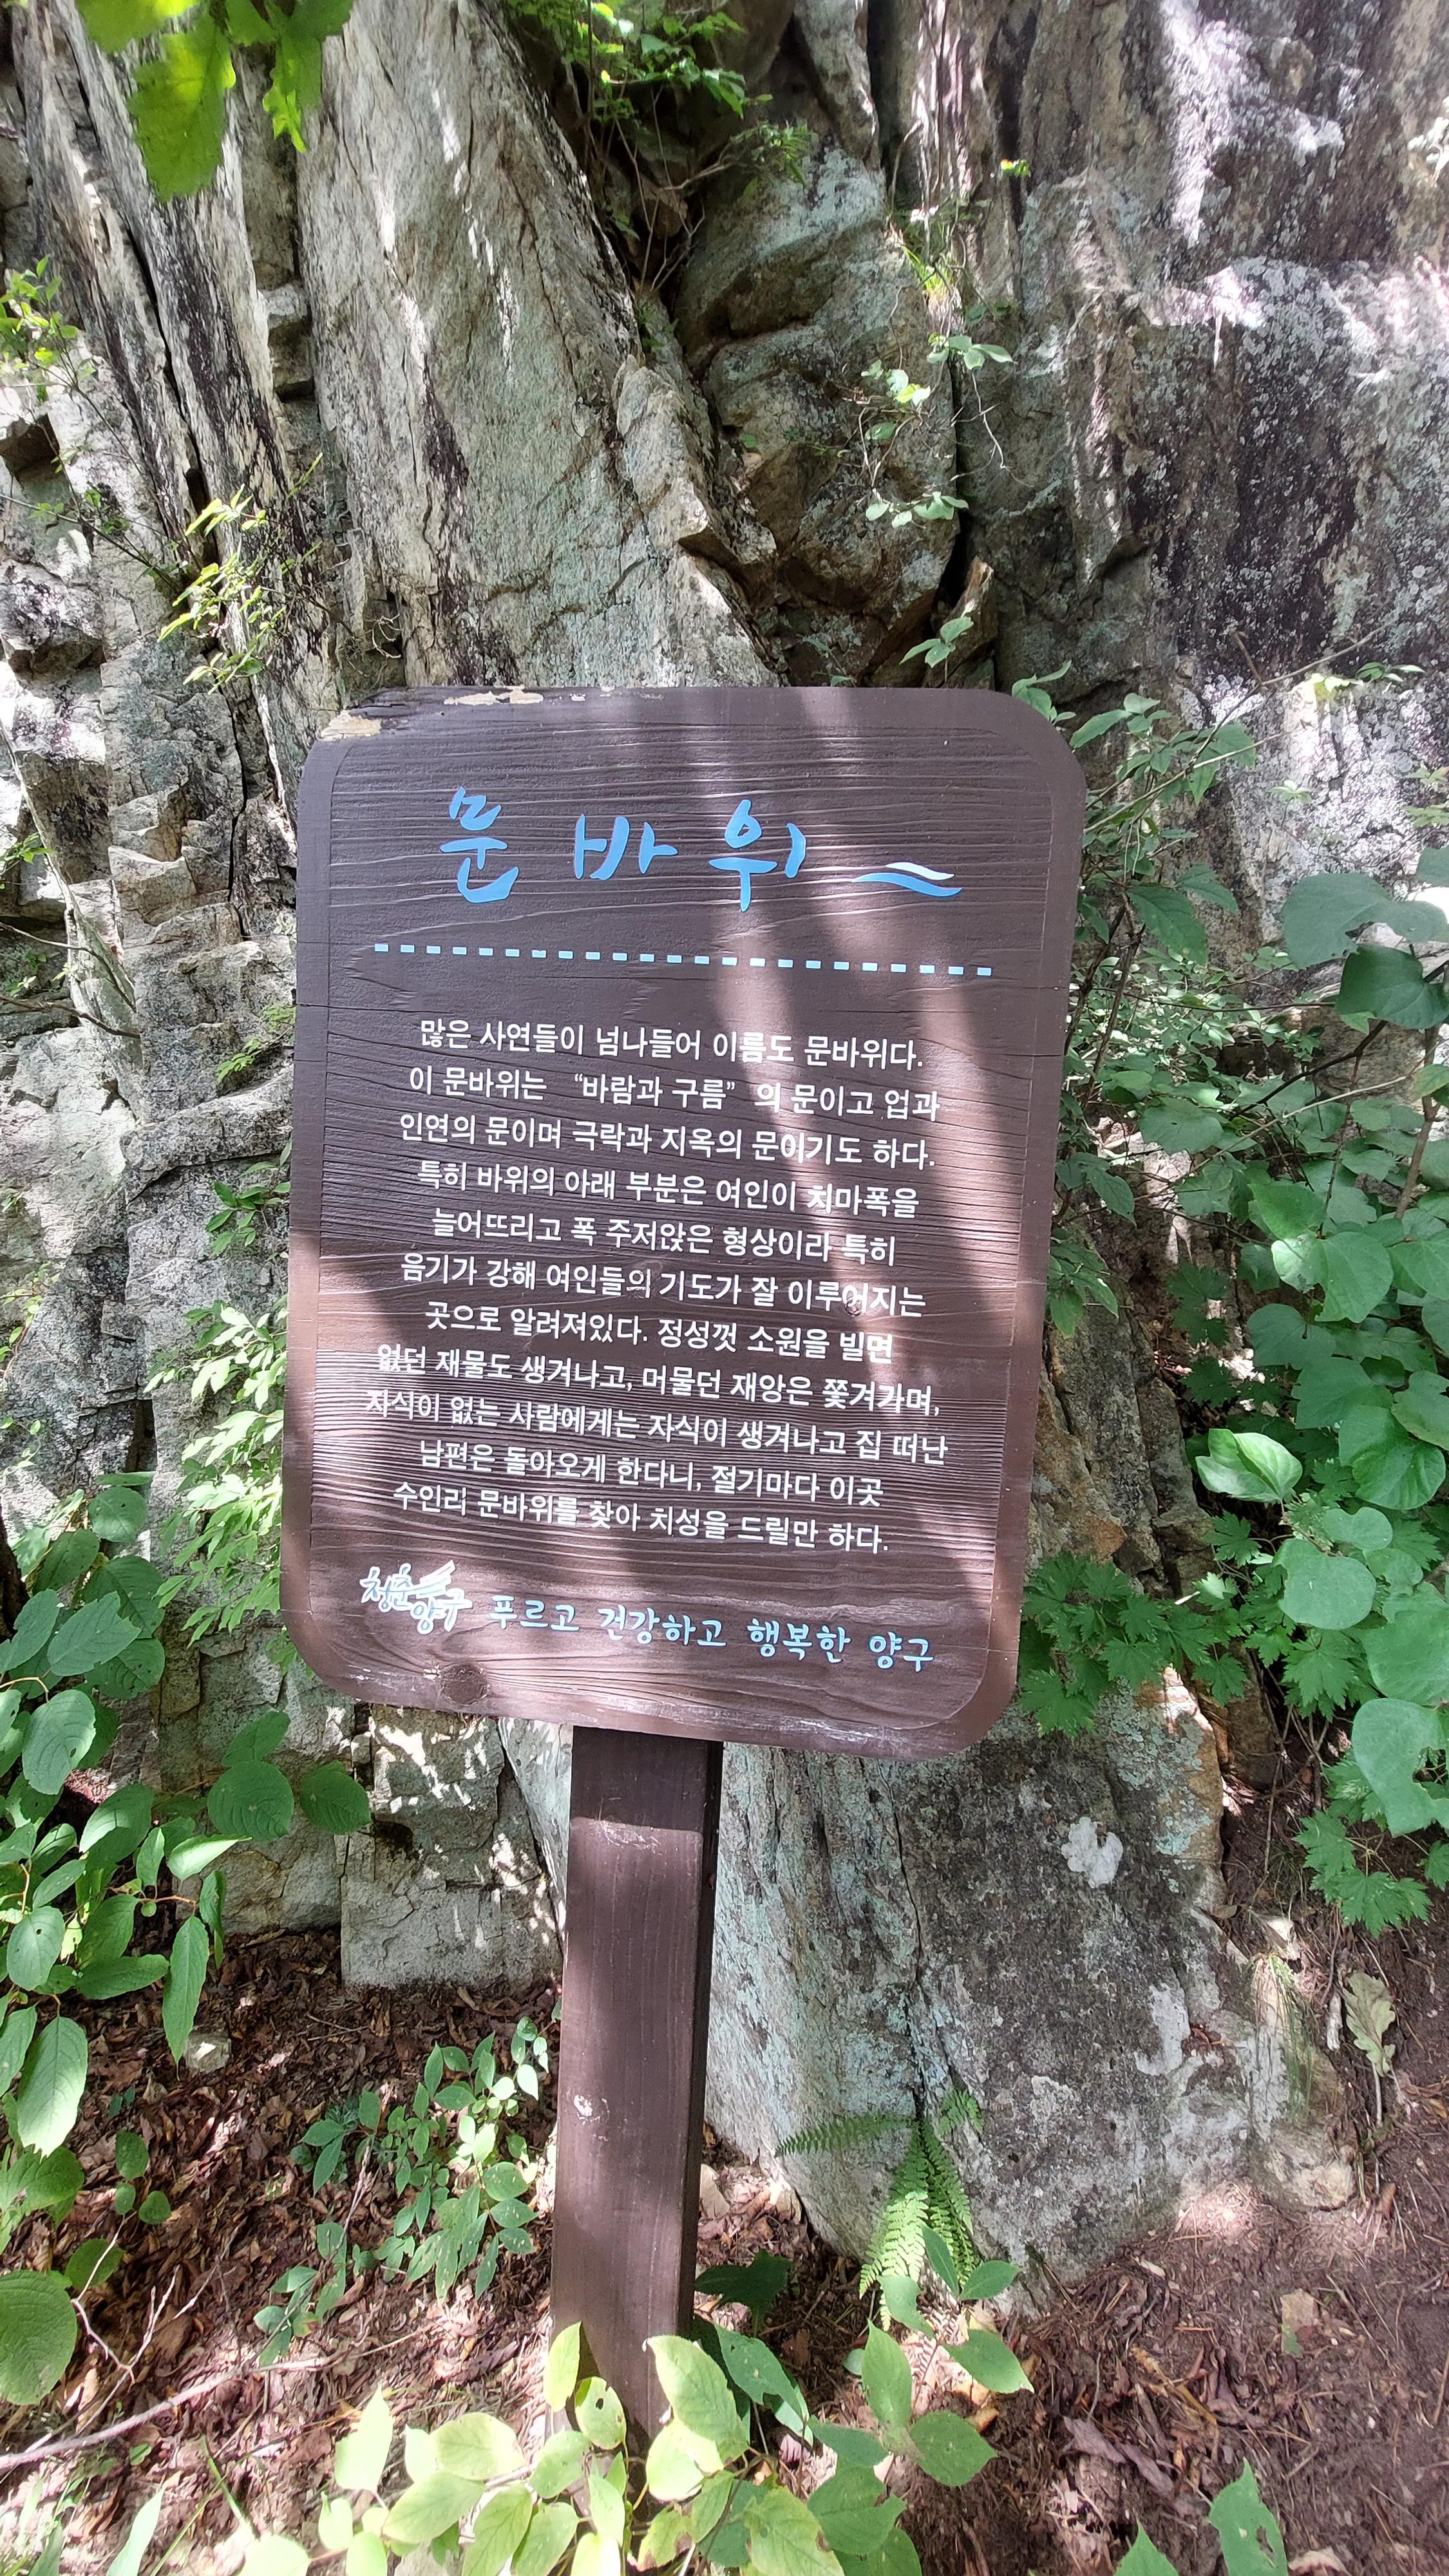 문바위
많은 사연들이 넘나들어 이름도 문바위다.
이 문바위는 “바람과 구름” 의 문이고 업과
인연의 문이며 극락과 지옥의 문이기도 하다.
특히 바위의 아래 부분은 여인이 치마폭을
늘어뜨리고 폭 주저앉은 형상이라 특히
음기가 강해 여인들의 기도가 잘 이루어지는
곳으로 알려져있다. 정성껏 소원을 빌면
없던 재물도 생겨나고, 머물던 재앙은 쫓겨가며,
자식이 없는 사람에게는 자식이 생겨나고 집 떠난
남편은 돌아오게 한다니, 절기마다 이곳
수인리 문바위를 찾아 치성을 드릴만 하다.
청춘양구 푸르고 건강하고 행복한 양구